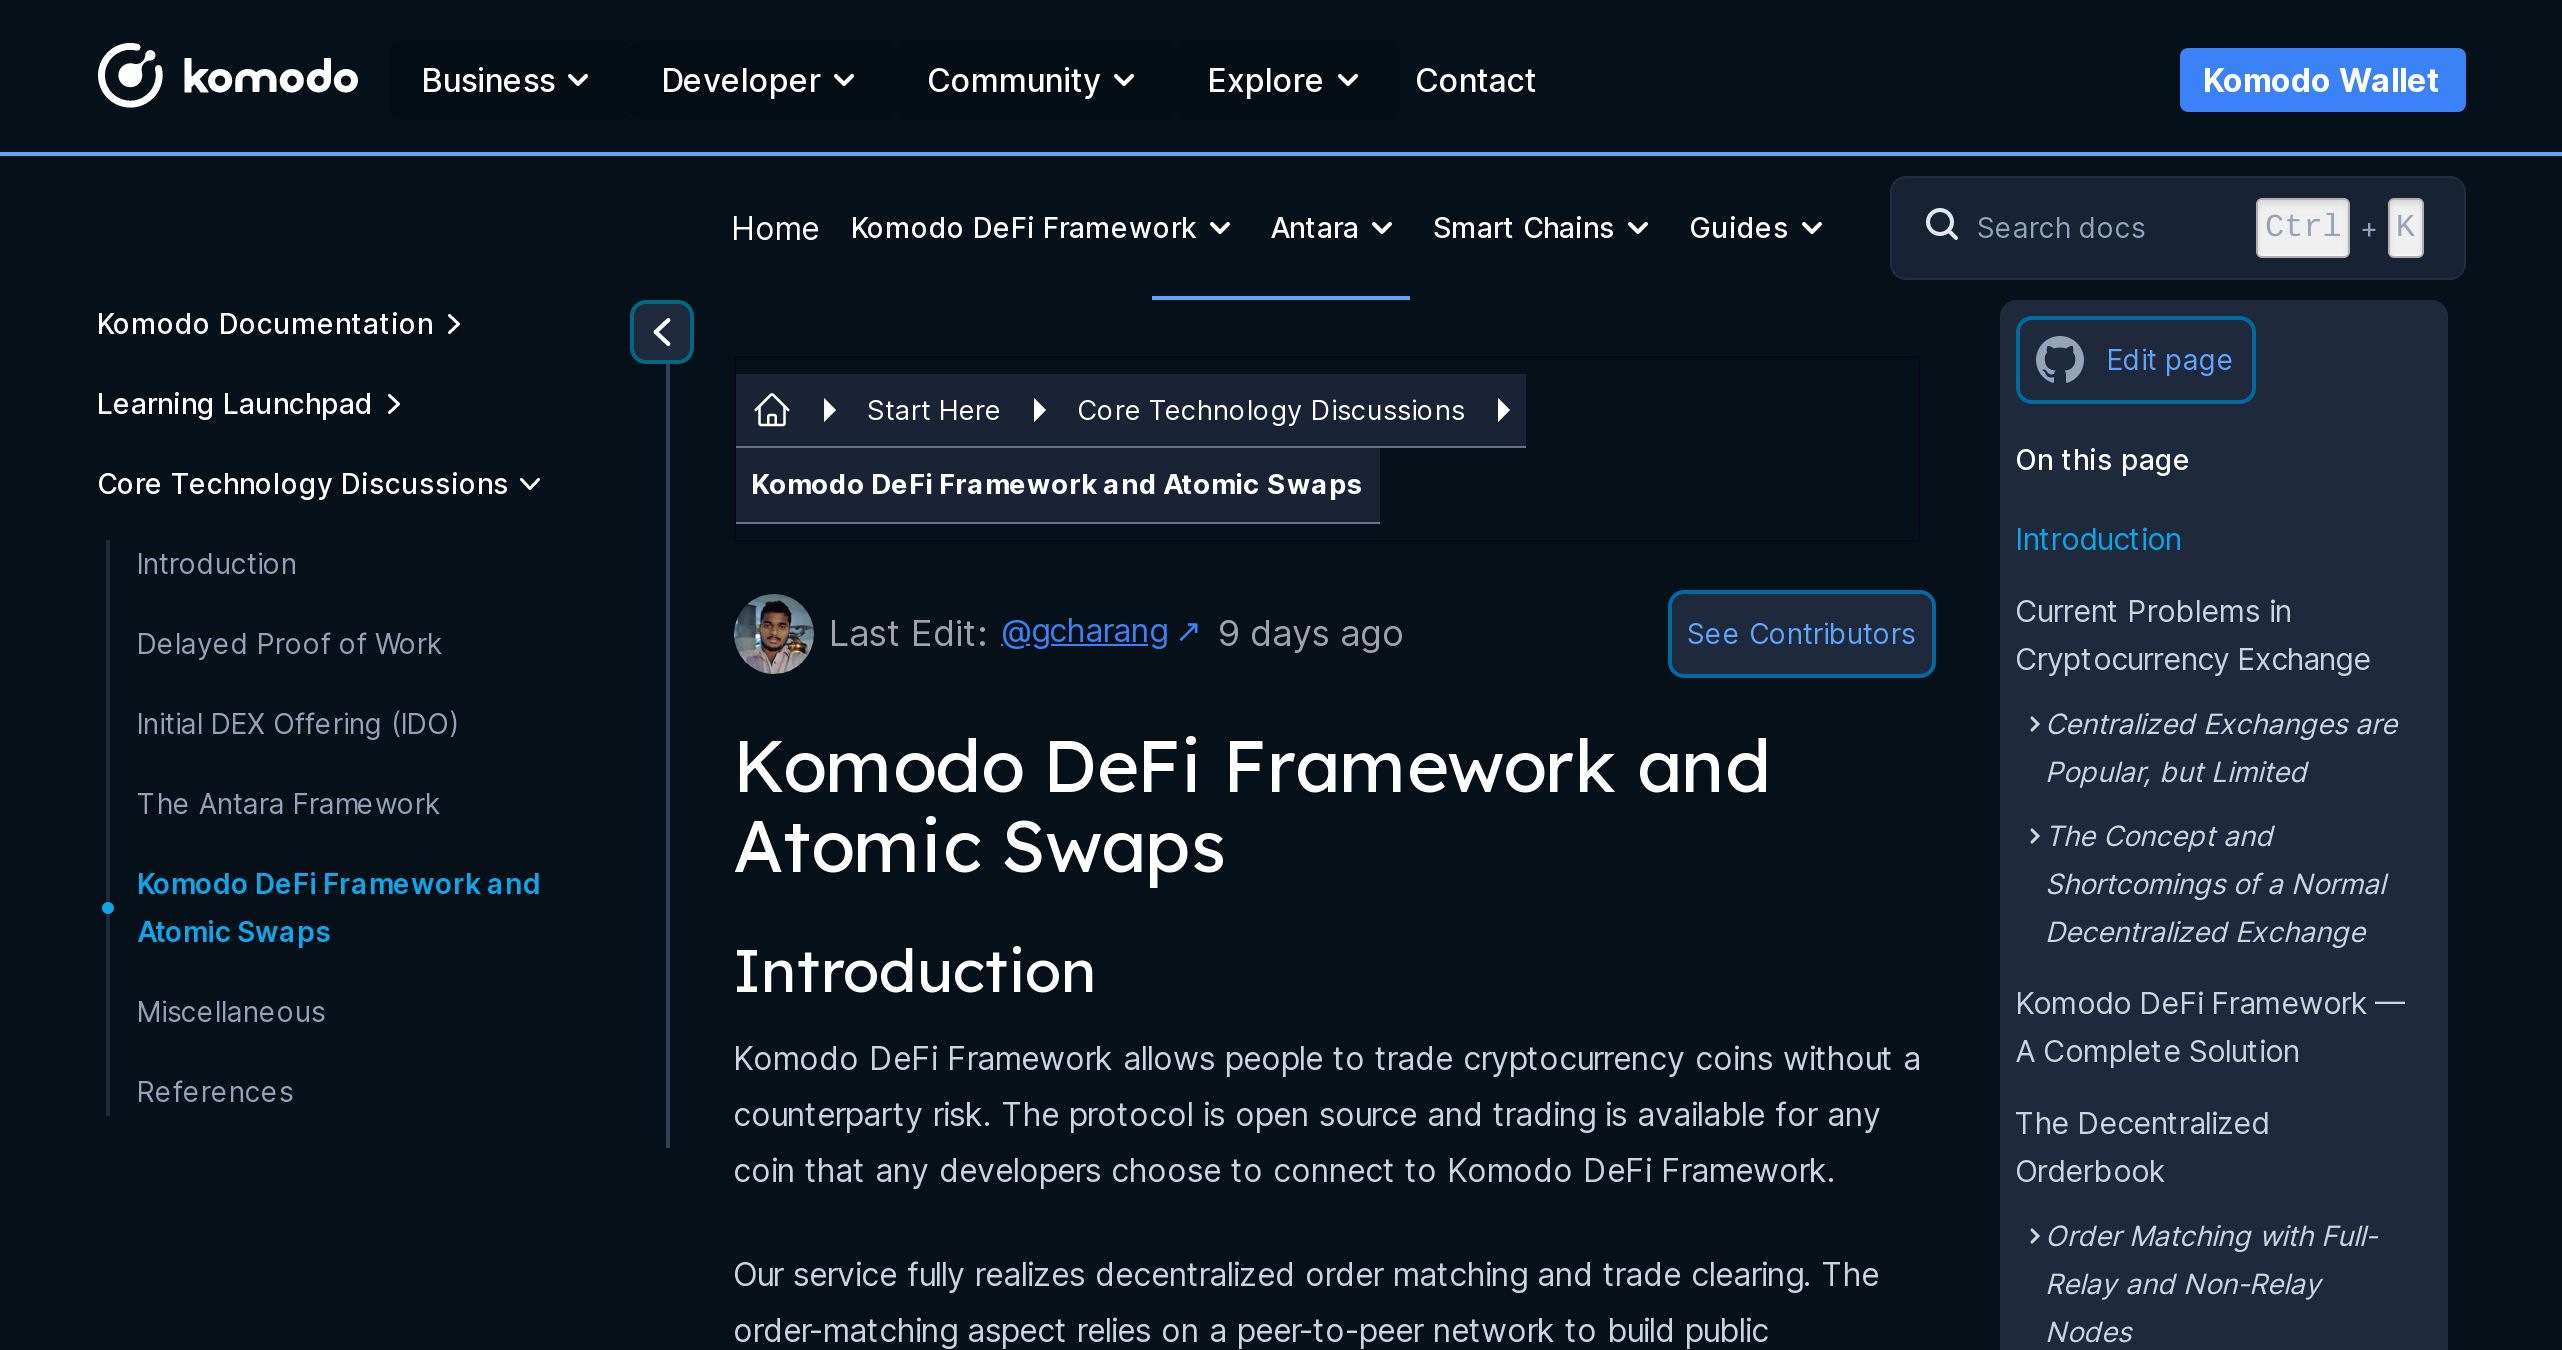 komodo
Business
Developer
Community
Explore
Contact
Komodo Wallet
Home
Komodo DeFi Framework
Antara
Smart Chains
Guides
Search docs
Ctrl + K
Komodo Documentation
Learning Launchpad
Core Technology Discussions
Introduction
Delayed Proof of Work
Initial DEX Offering (IDO)
The Antara Framework
Komodo DeFi Framework and
Atomic Swaps
Miscellaneous
References
Start Here
Core Technology Discussions
Komodo DeFi Framework and Atomic Swaps
Last Edit: @gcharang ↗ 9 days ago
See Contributors
Komodo DeFi Framework and
Atomic Swaps
Introduction
Komodo DeFi Framework allows people to trade cryptocurrency coins without a
counterparty risk. The protocol is open source and trading is available for any
coin that any developers choose to connect to Komodo DeFi Framework.
Our service fully realizes decentralized order matching and trade clearing. The
order-matching aspect relies on a peer-to-peer network to build public
Edit page
On this page
Introduction
Current Problems in
Cryptocurrency Exchange
Centralized Exchanges are
Popular, but Limited
The Concept and
Shortcomings of a Normal
Decentralized Exchange
Komodo DeFi Framework —
A Complete Solution
The Decentralized
Orderbook
Order Matching with Full-
Relay and Non-Relay
Nodes